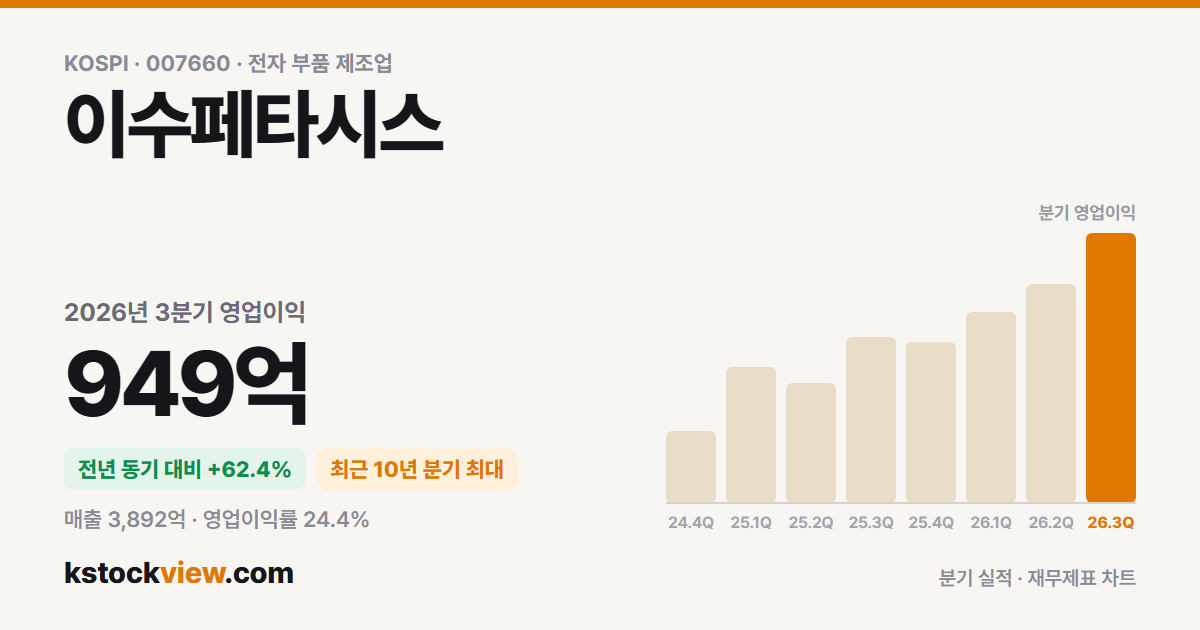 KOSPI · 007660 · 전자 부품 제조업
이수페타시스
분기 영업이익
2026년 3분기 영업이익
949억
전년 동기 대비 +62.4%
최근 10년 분기 최대
매출 3,892억 · 영업이익률 24.4%
24.4Q 25.1Q 25.2Q 25.3Q 25.4Q 26.1Q 26.2Q 26.3Q
kstockview.com
분기 실적 · 재무제표 차트